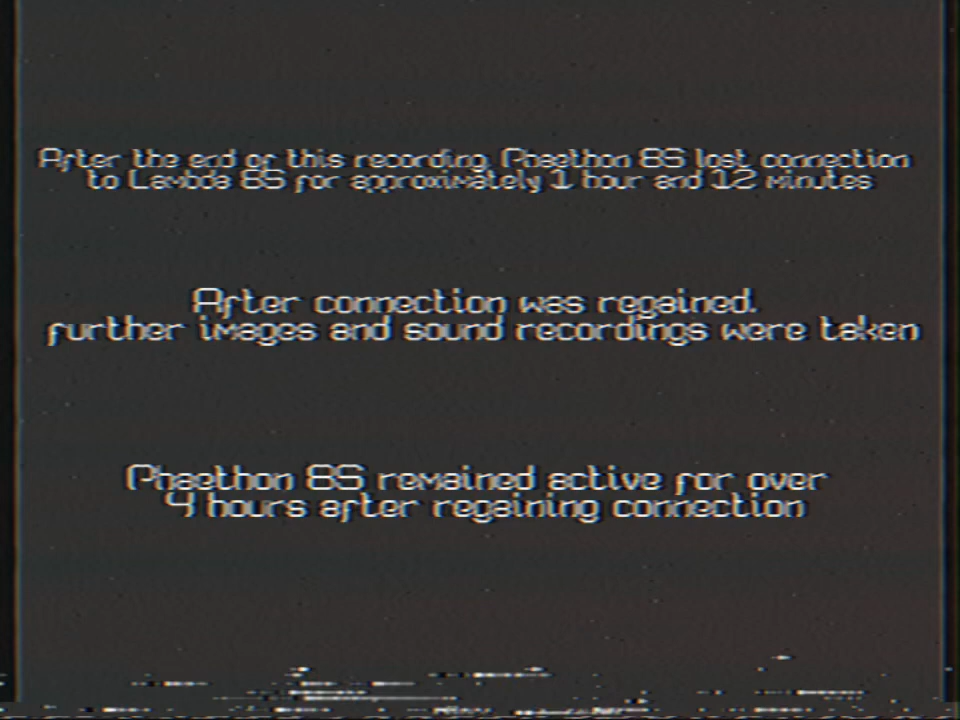 After the end of this recording, Phaethon 8S lost connection
to Lambda 6S for approximately 1 hour and 12 minutes
After connection was regained,
further images and sound recordings were taken
Phaethon 8S remained active for over
4 hours after regaining connection